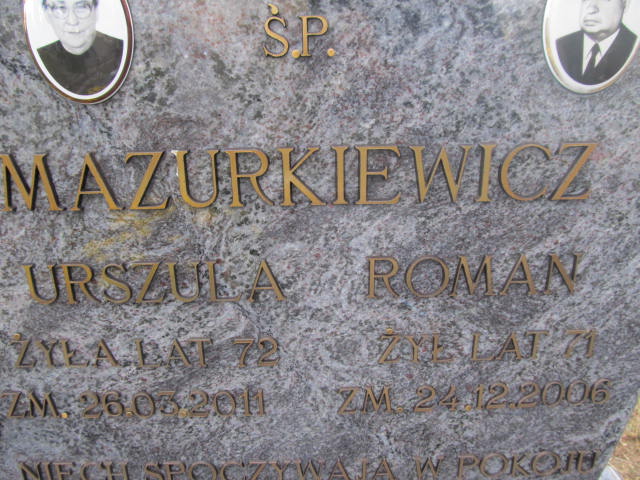 Ś.P.
MAZURKIEWICZ
URSZULA ROMAN
ŻYŁA LAT 72 ŻYŁ LAT 71
ZM. 26.03.2011 ZM. 24.12.2006
NIECH SPOCZYWAJĄ W POKOJU